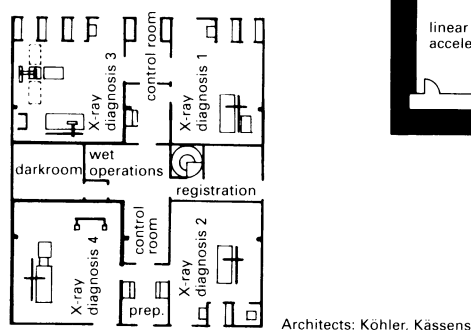 X-ray
diagnosis 3
control room
X-ray
diagnosis 1
linear
darkroom
wet
operations
registration
X-ray
diagnosis 4
control
room
X-ray
diagnosis 2
prep.
Architects: Köhler, Kässens